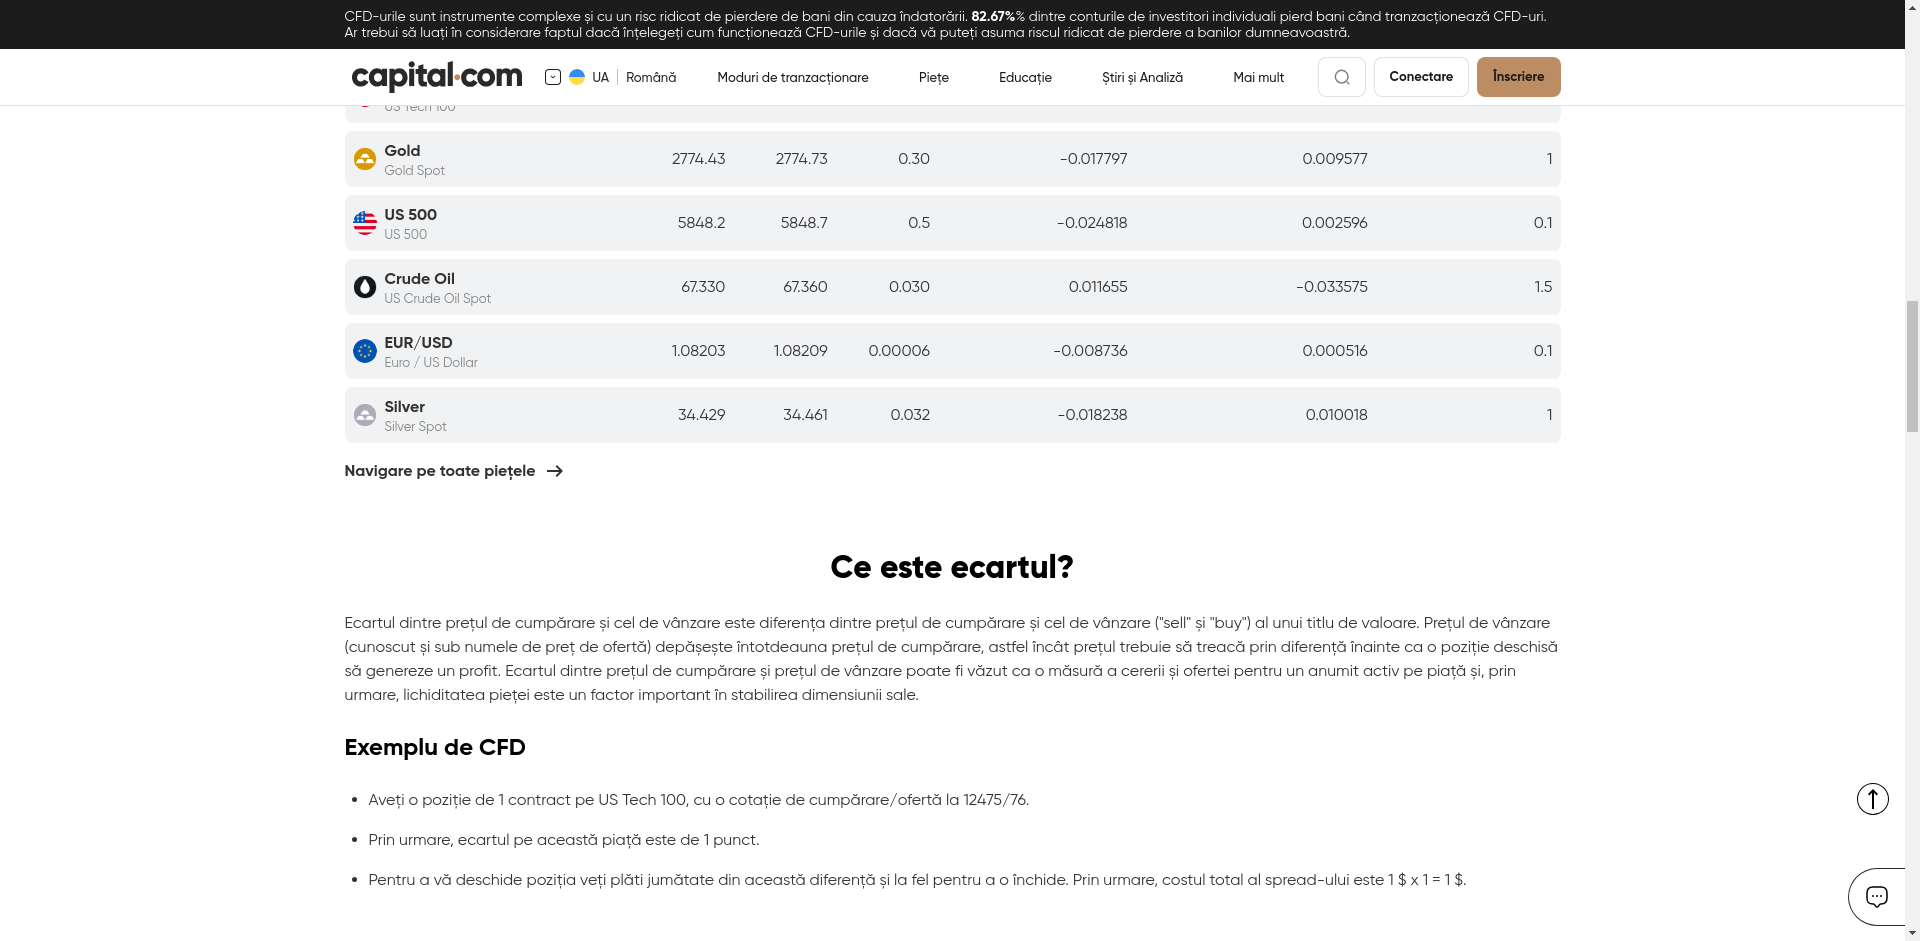 CFD-urile sunt instrumente complexe și cu un risc ridicat de pierdere de bani din cauza îndatorării. 82.67%% dintre conturile de investitori individuali pierd bani când tranzacționează CFD-uri.
Ar trebui să luați în considerare faptul dacă înțelegeți cum funcționează CFD-urile și dacă vă puteți asuma riscul ridicat de pierdere a banilor dumneavoastră.
capital.com UA Română Moduri de tranzacționare Piețe Educație Știri și Analiză Mai mult Conectare Înscriere
US Tech 100
Gold
Gold Spot
2774.43 2774.73 0.30 -0.017797 0.009577 1
US 500
US 500
5848.2 5848.7 0.5 -0.024818 0.002596 0.1
Crude Oil
US Crude Oil Spot
67.330 67.360 0.030 0.011655 -0.033575 1.5
EUR/USD
Euro / US Dollar
1.08203 1.08209 0.00006 -0.008736 0.000516 0.1
Silver
Silver Spot
34.429 34.461 0.032 -0.018238 0.010018 1
Navigare pe toate piețele
Ce este ecartul?
Ecartul dintre prețul de cumpărare și cel de vânzare este diferența dintre prețul de cumpărare și cel de vânzare ("sell" și "buy") al unui titlu de valoare. Prețul de vânzare
(cunoscut și sub numele de preț de ofertă) depășește întotdeauna prețul de cumpărare, astfel încât prețul trebuie să treacă prin diferență înainte ca o poziție deschisă
să genereze un profit. Ecartul dintre prețul de cumpărare și prețul de vânzare poate fi văzut ca o măsură a cererii și ofertei pentru un anumit activ pe piață și, prin
urmare, lichiditatea pieței este un factor important în stabilirea dimensiunii sale.
Exemplu de CFD
• Aveți o poziție de 1 contract pe US Tech 100, cu o cotație de cumpărare/ofertă la 12475/76.
• Prin urmare, ecartul pe această piață este de 1 punct.
• Pentru a vă deschide poziția veți plăti jumătate din această diferență și la fel pentru a o închide. Prin urmare, costul total al spread-ului este 1 $ x 1 = 1 $.